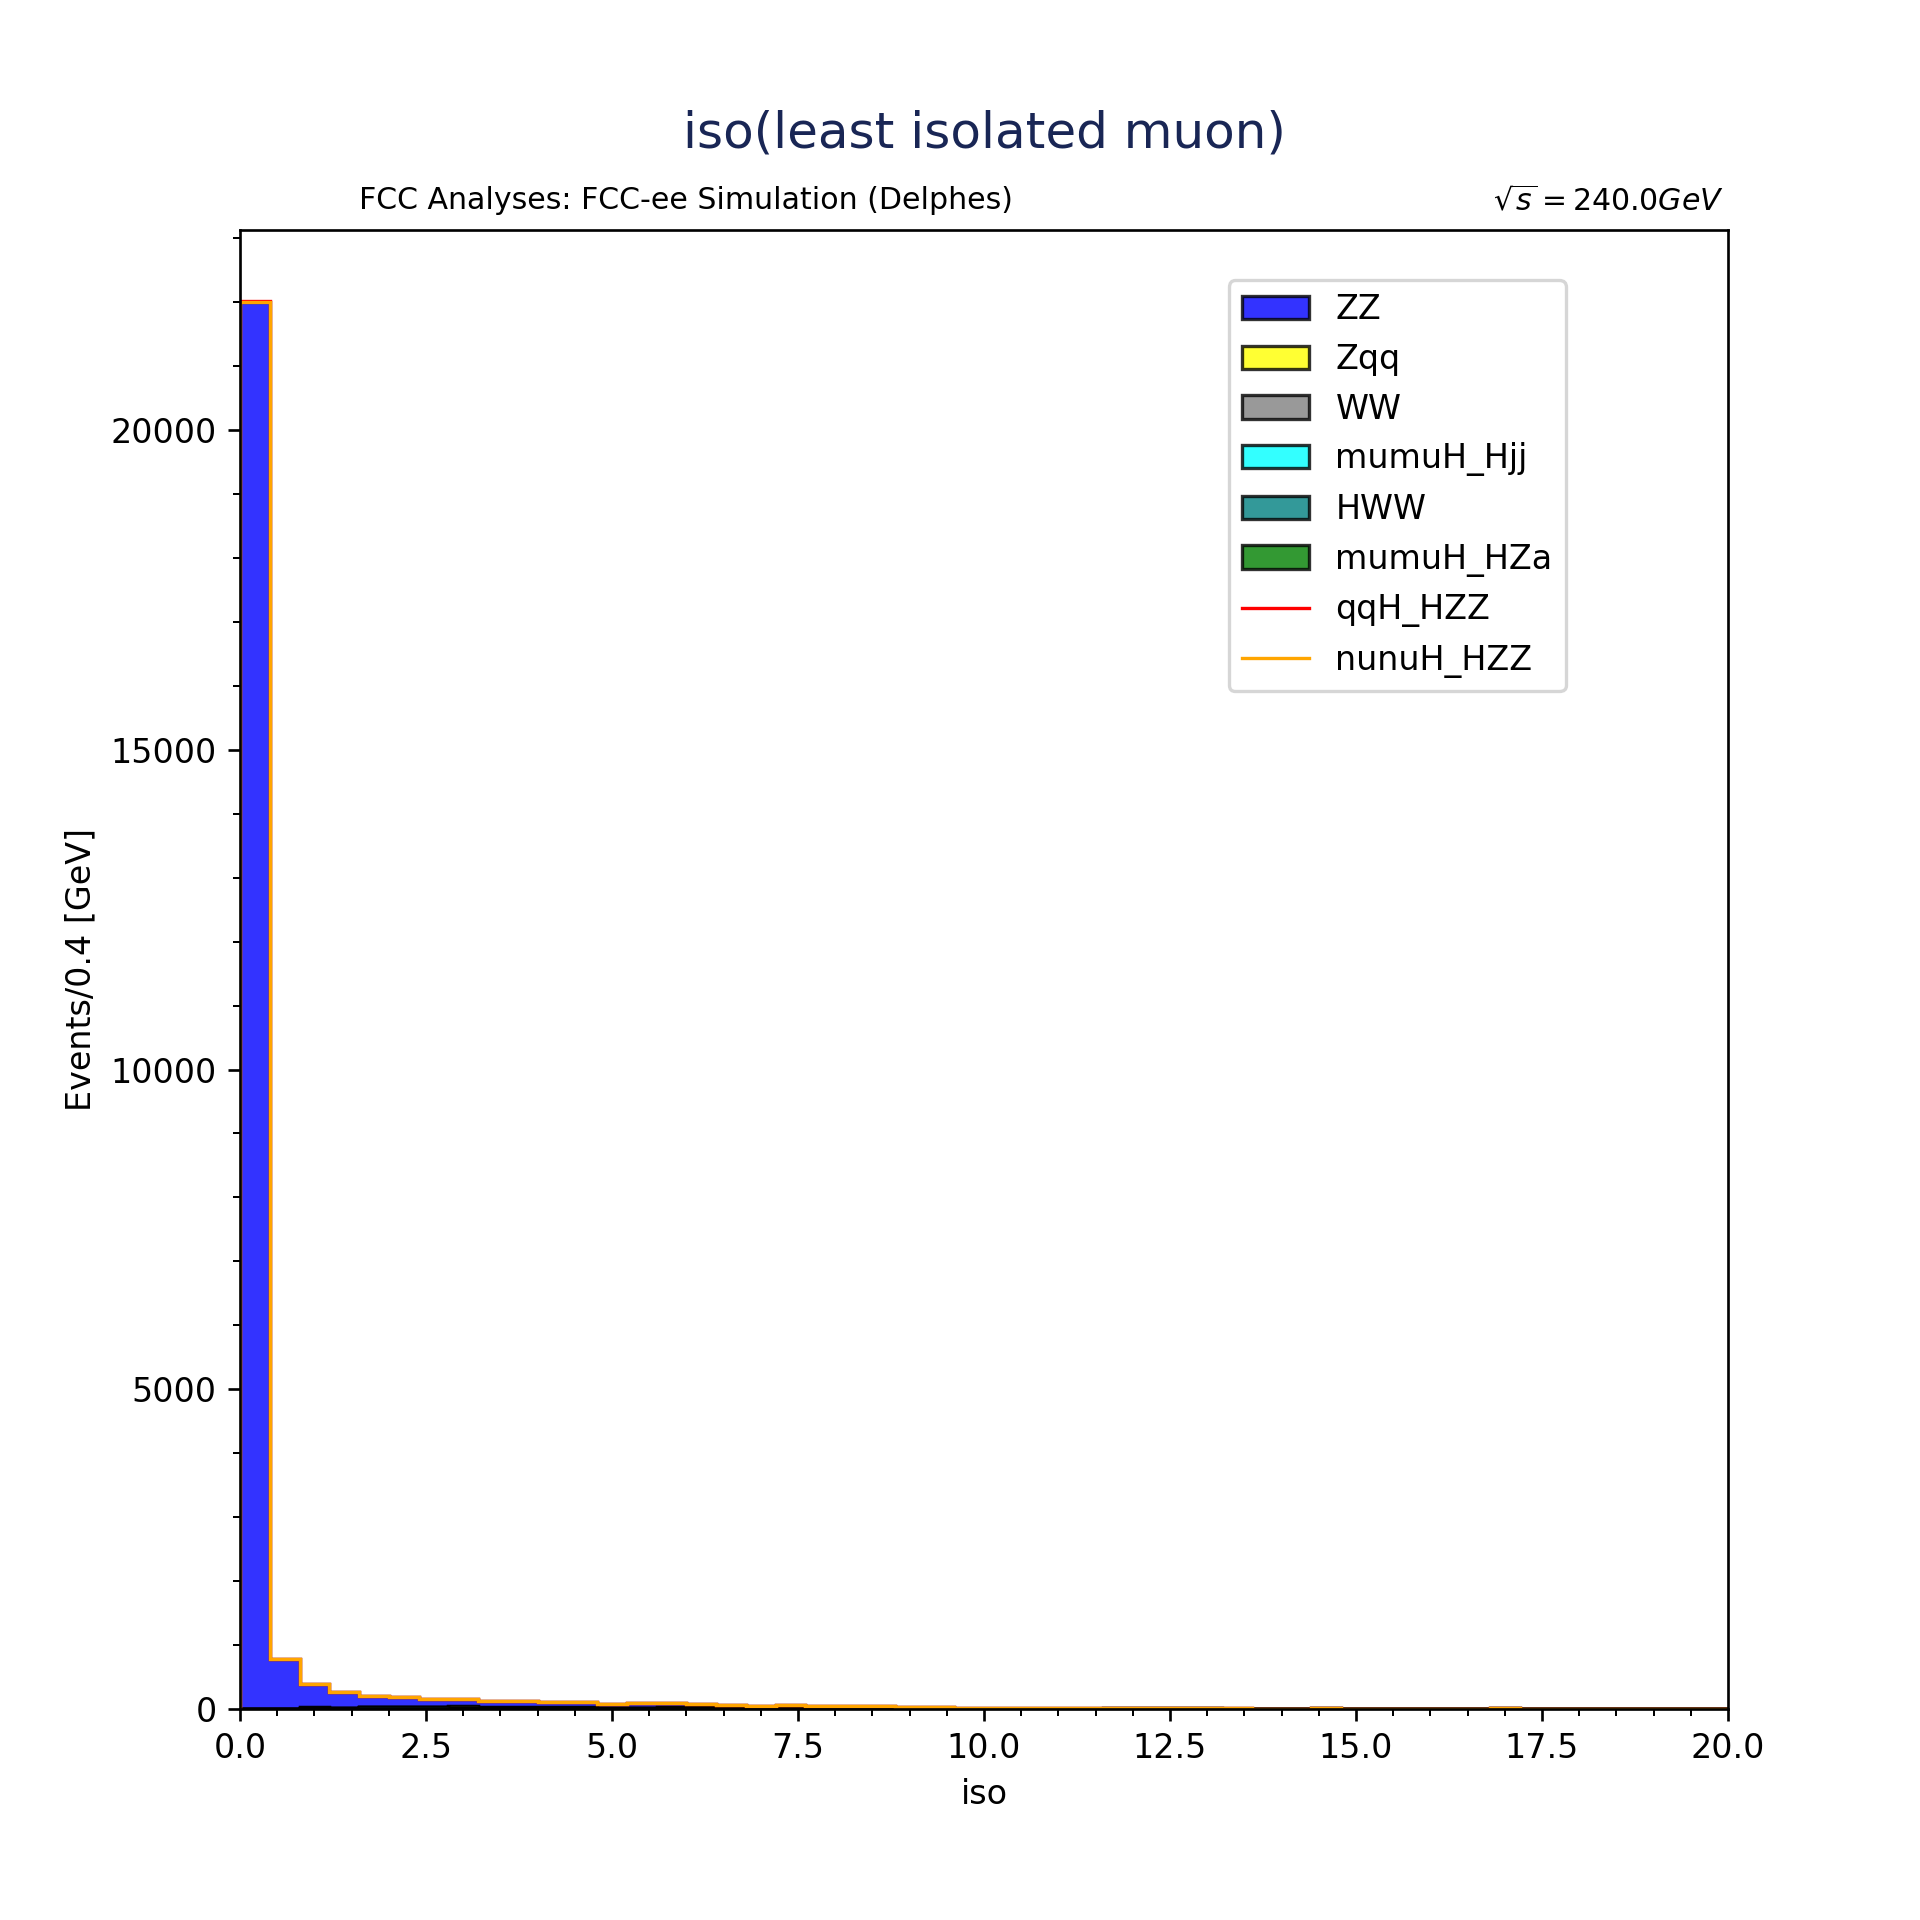 iso(least isolated muon)
FCC Analyses: FCC-ee Simulation (Delphes)
√s = 240.0GeV
ZZ
Zqq
WW
mumuH_Hjj
HWW
mumuH_HZa
qqH_HZZ
nunuH_HZZ
Events/0.4 [GeV]
20000
15000
10000
5000
0
0.0 2.5 5.0 7.5 10.0 12.5 15.0 17.5 20.0
iso